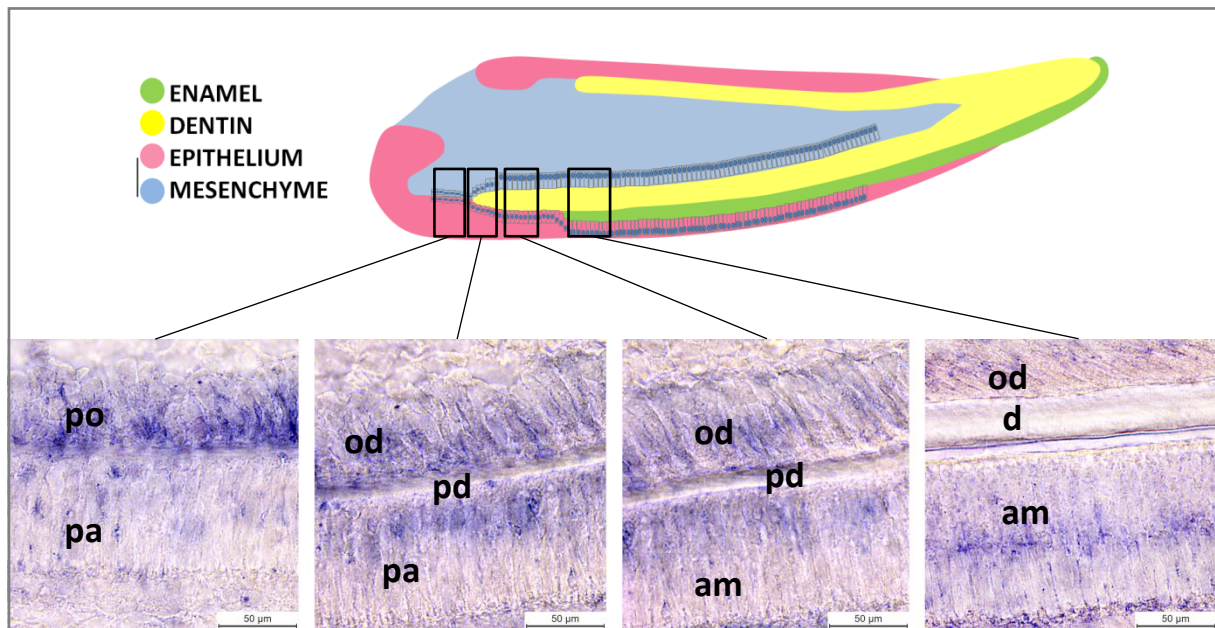 ENAMEL
DENTIN
EPITHELIUM
MESENCHYME
po
pa
50 µm
od
pd
pa
50 µm
od
pd
am
50 µm
od
d
am
50 µm